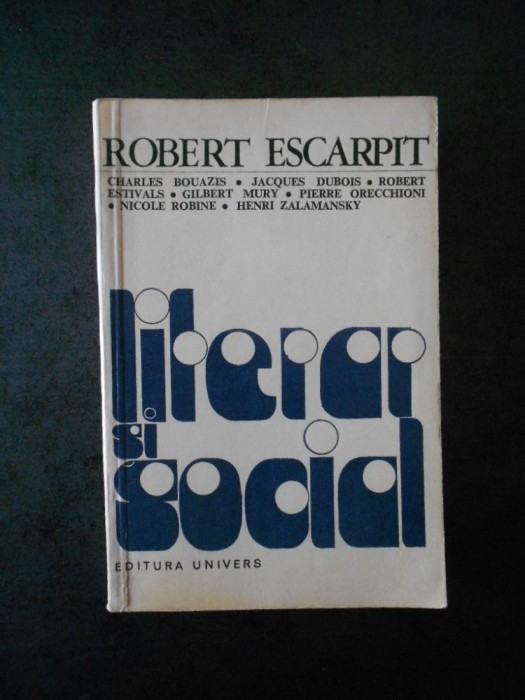 ROBERT ESCARPIT
CHARLES BOUAZIS • JACQUES DUBOIS • ROBERT
ESTIVALS • GILBERT MURY • PIERRE ORECCHIONI
• NICOLE ROBINE • HENRI ZALAMANSKY
literar
și
social
EDITURA UNIVERS